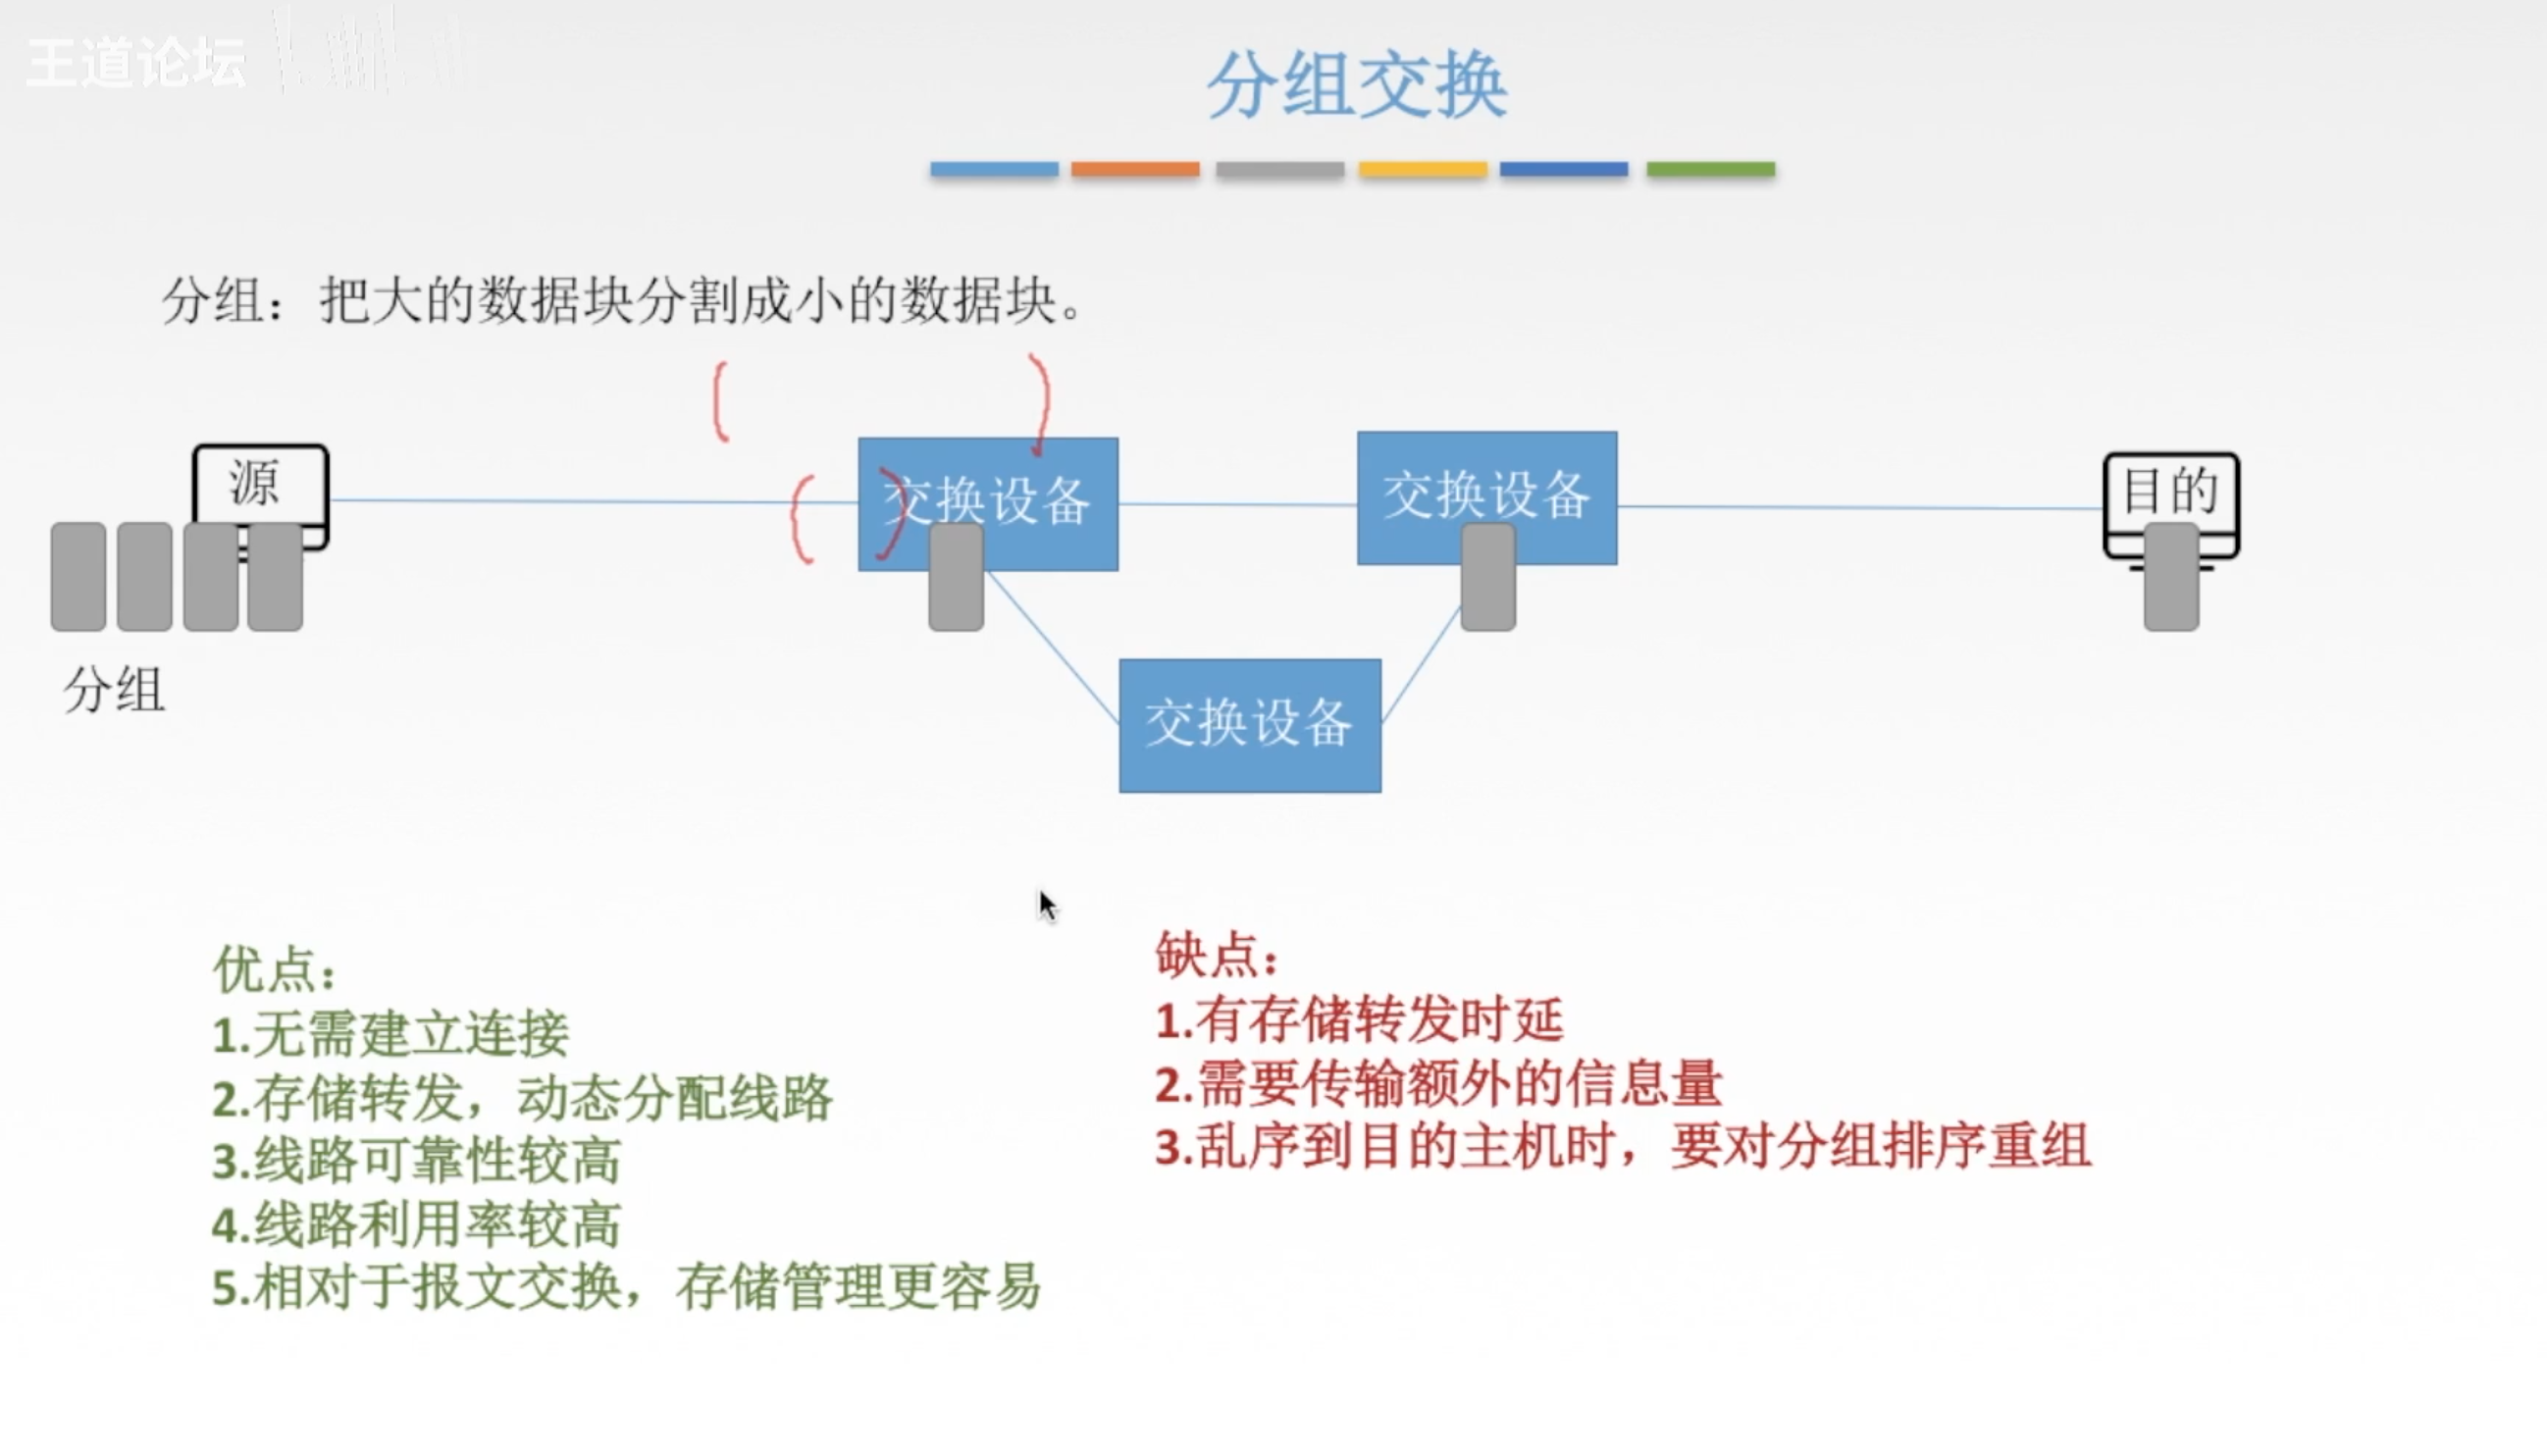 王道论坛
分组交换
分组：把大的数据块分割成小的数据块。
源
交换设备
交换设备
目的
分组
交换设备
优点：
1.无需建立连接
2.存储转发，动态分配线路
3.线路可靠性较高
4.线路利用率较高
5.相对于报文交换，存储管理更容易
缺点：
1.有存储转发时延
2.需要传输额外的信息量
3.乱序到目的主机时，要对分组排序重组